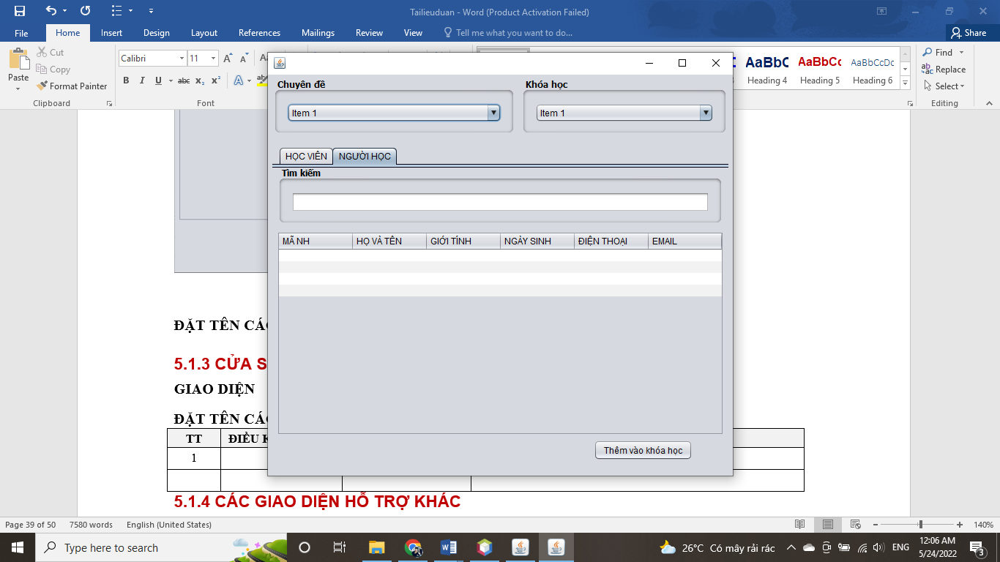 Tailieuduan - Word (Product Activation Failed)
File Home Insert Design Layout References Mailings Review View Tell me what you want to do... Share
Paste
Cut
Copy
Format Painter
Clipboard
Calibri 11
B I U abc x₂ x²
Font
AaBbC AaBbCc AaBbCcDc
Heading 4 Heading 5 Heading 6
Find
Replace
Select
Editing
Chuyên đề Khóa học
Item 1 Item 1
HỌC VIÊN NGƯỜI HỌC
Tìm kiếm
MÃ NH HỌ VÀ TÊN GIỚI TÍNH NGÀY SINH ĐIỆN THOẠI EMAIL
Thêm vào khóa học
ĐẶT TÊN CÁC
5.1.3 CỬA S
GIAO DIỆN
ĐẶT TÊN CÁC
TT ĐIỀU K
1
5.1.4 CÁC GIAO DIỆN HỖ TRỢ KHÁC
Page 39 of 50 7580 words English (United States) 140%
Type here to search
26°C Có mây rải rác ENG 12:06 AM
5/24/2022
3